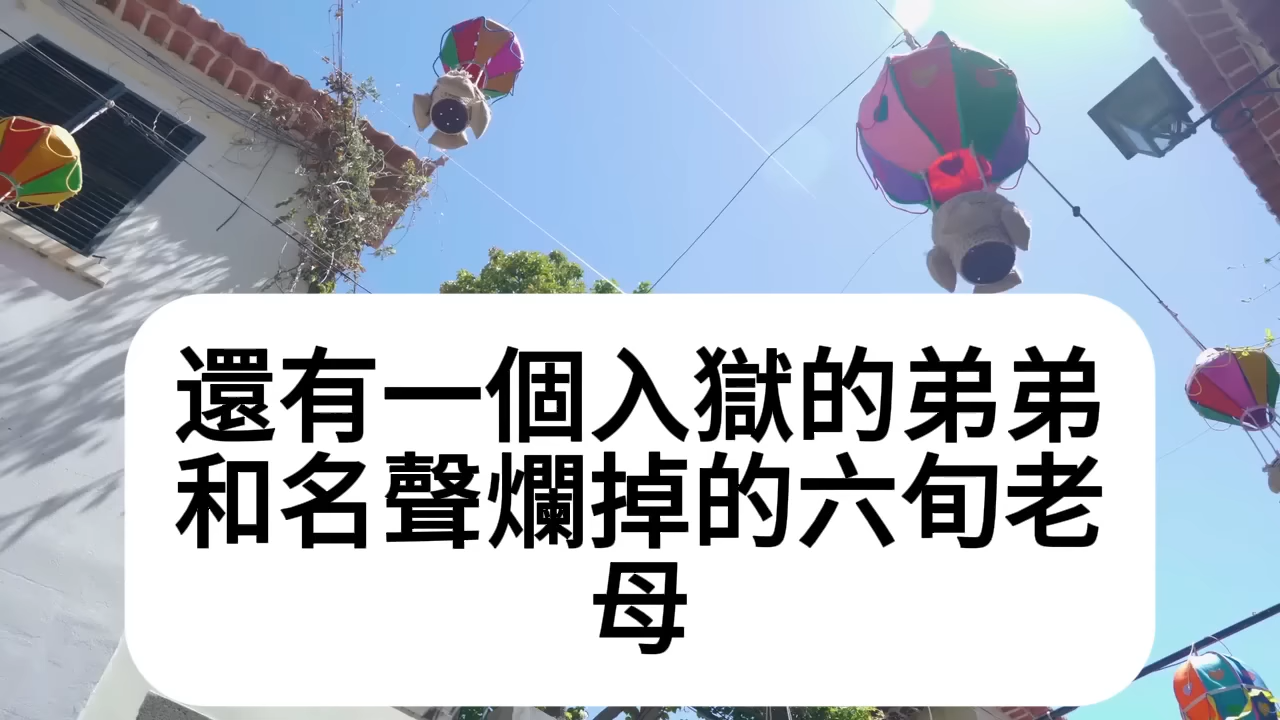 還有一個入獄的弟弟
和名聲爛掉的六旬老
母